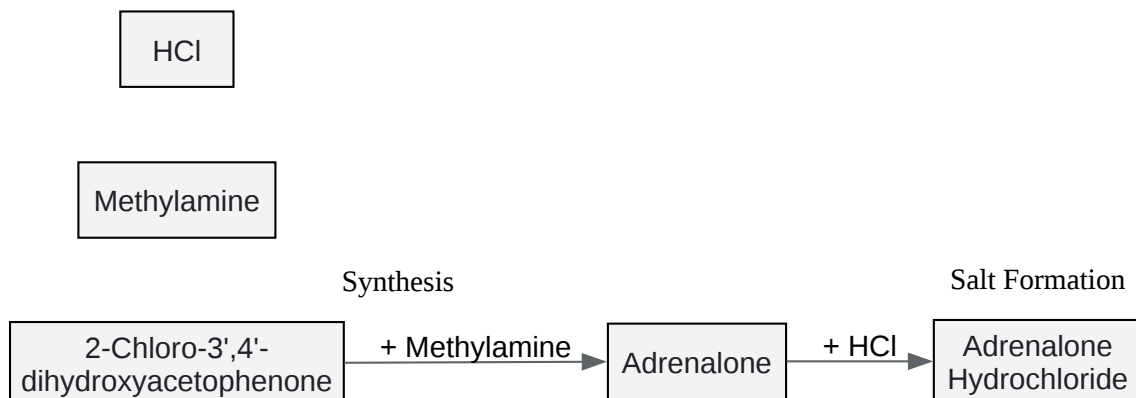 HCl
Methylamine
Synthesis
Salt Formation
2-Chloro-3',4'-
dihydroxyacetophenone
+ Methylamine
Adrenalone
+ HCl
Adrenalone
Hydrochloride